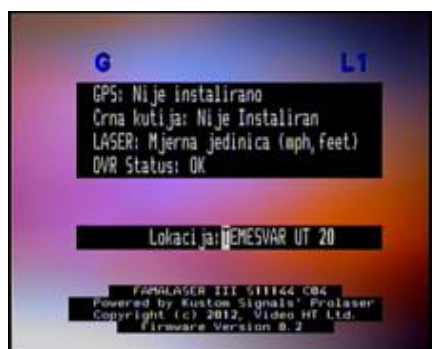 G L1
GPS: Nije instalirano
Crna kutija: Nije Instaliran
LASER: Mjerna jedinica (mph,feet)
DVR Status: OK
Lokacija:TEMESVAR UT 20
FAMALASER III S11144 C04
Powered by Kustom Signals' Prolaser
Copyright (c) 2012, Video HT Ltd.
Firmware Version 0.2